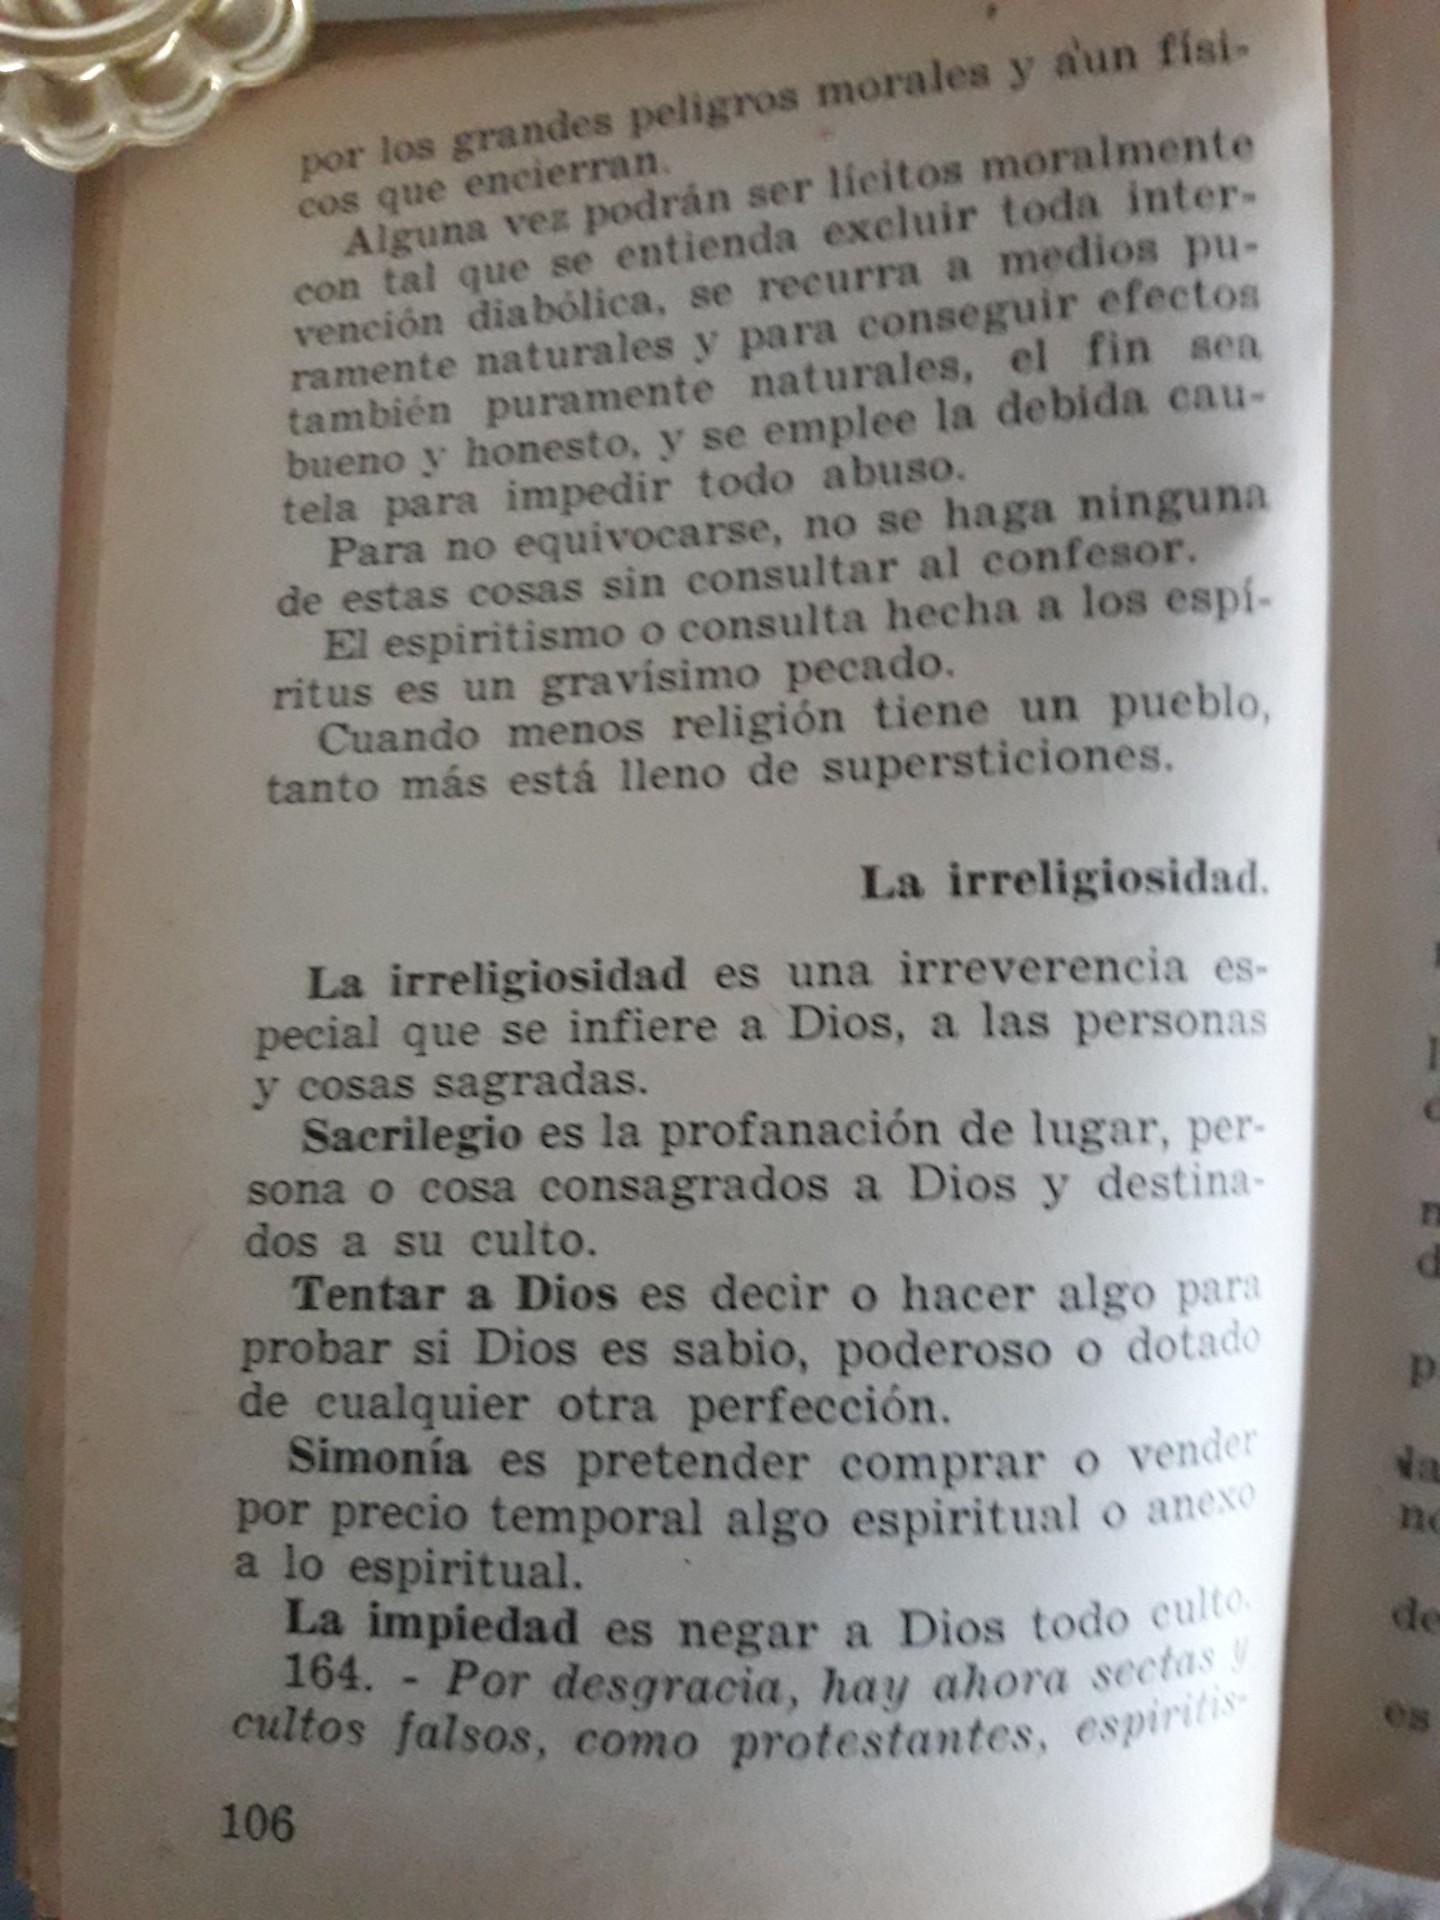 por los grandes peligros morales y aun físi-
cos que encierran.
Alguna vez podrán ser lícitos moralmente
con tal que se entienda excluir toda inter-
vención diabólica, se recurra a medios pu-
ramente naturales y para conseguir efectos
también puramente naturales, el fin sea
bueno y honesto, y se emplee la debida cau-
tela para impedir todo abuso.
Para no equivocarse, no se haga ninguna
de estas cosas sin consultar al confesor.
El espiritismo o consulta hecha a los espí-
ritus es un gravísimo pecado.
Cuando menos religión tiene un pueblo,
tanto más está lleno de supersticiones.
La irreligiosidad.
La irreligiosidad es una irreverencia es-
pecial que se infiere a Dios, a las personas
y cosas sagradas.
Sacrilegio es la profanación de lugar, per-
sona o cosa consagrados a Dios y destina-
dos a su culto.
Tentar a Dios es decir o hacer algo para
probar si Dios es sabio, poderoso o dotado
de cualquier otra perfección.
Simonía es pretender comprar o vender
por precio temporal algo espiritual o anexo
a lo espiritual.
La impiedad es negar a Dios todo culto.
164. - Por desgracia, hay ahora sectas y
cultos falsos, como protestantes, espiritis-
106